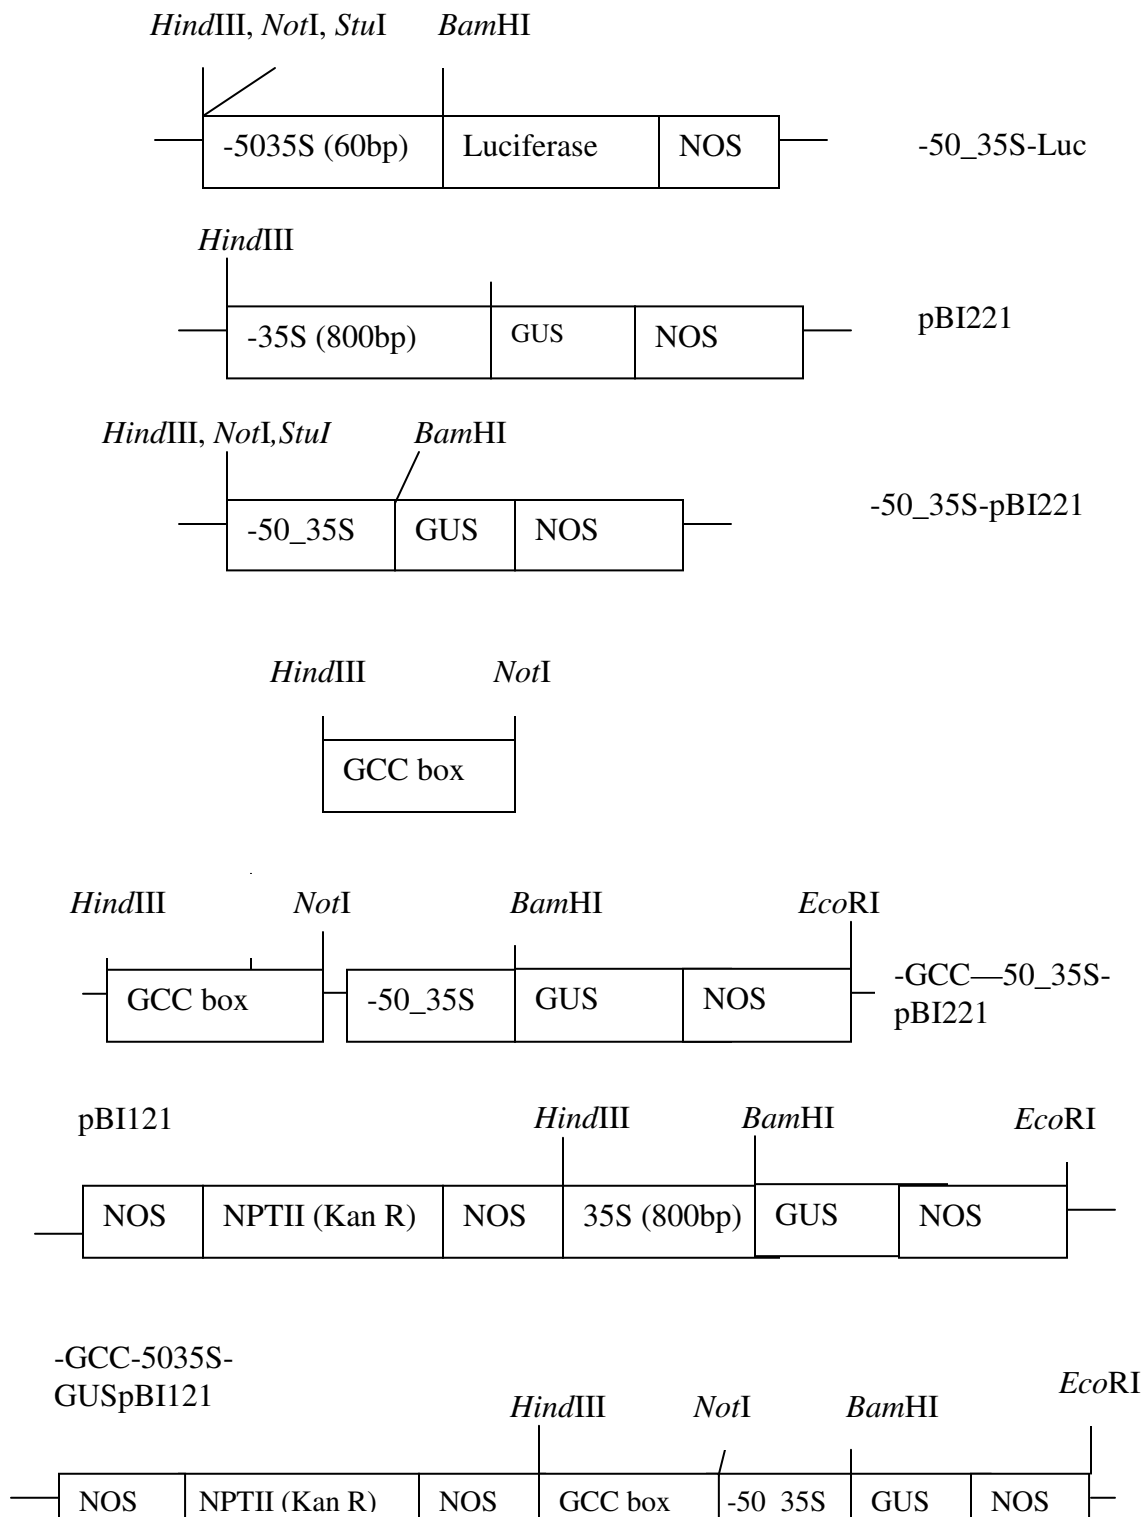 HindIII, NotI, StuI BamHI
-5035S (60bp) Luciferase NOS -50_35S-Luc
HindIII
-35S (800bp) GUS NOS pBI221
HindIII, NotI,StuI BamHI
-50_35S GUS NOS -50_35S-pBI221
HindIII NotI
GCC box
HindIII NotI BamHI EcoRI
GCC box -50_35S GUS NOS -GCC—50_35S-
pBI221
pBI121 HindIII BamHI EcoRI
NOS NPTII (Kan R) NOS 35S (800bp) GUS NOS
-GCC-5035S-
GUSpBI121
HindIII NotI BamHI EcoRI
NOS NPTII (Kan R) NOS GCC box -50_35S GUS NOS